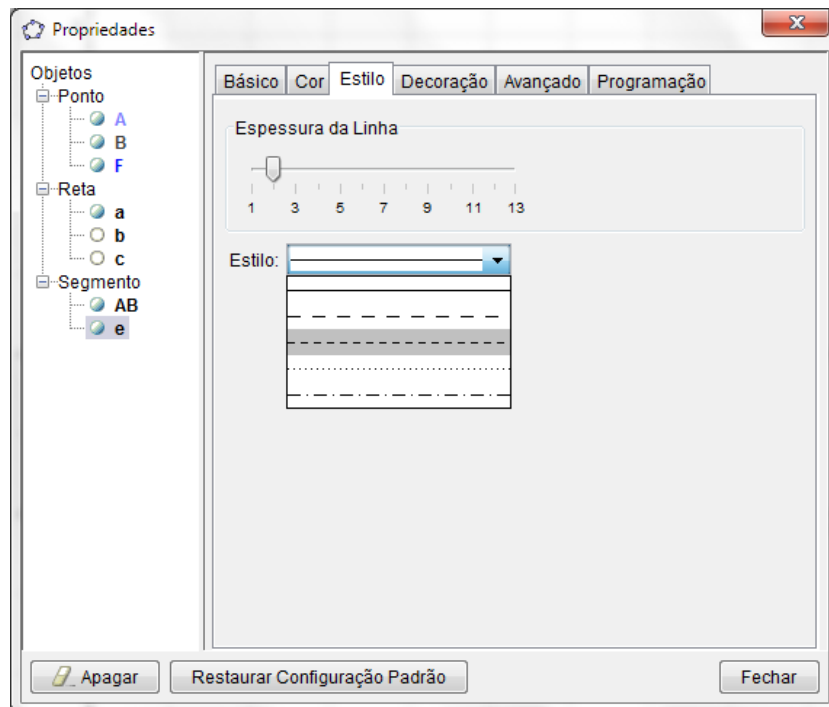 Propriedades
Objetos
Ponto
A
B
F
Reta
a
b
c
Segmento
AB
e
Básico Cor Estilo Decoração Avançado Programação
Espessura da Linha
1 3 5 7 9 11 13
Estilo:
Apagar Restaurar Configuração Padrão Fechar